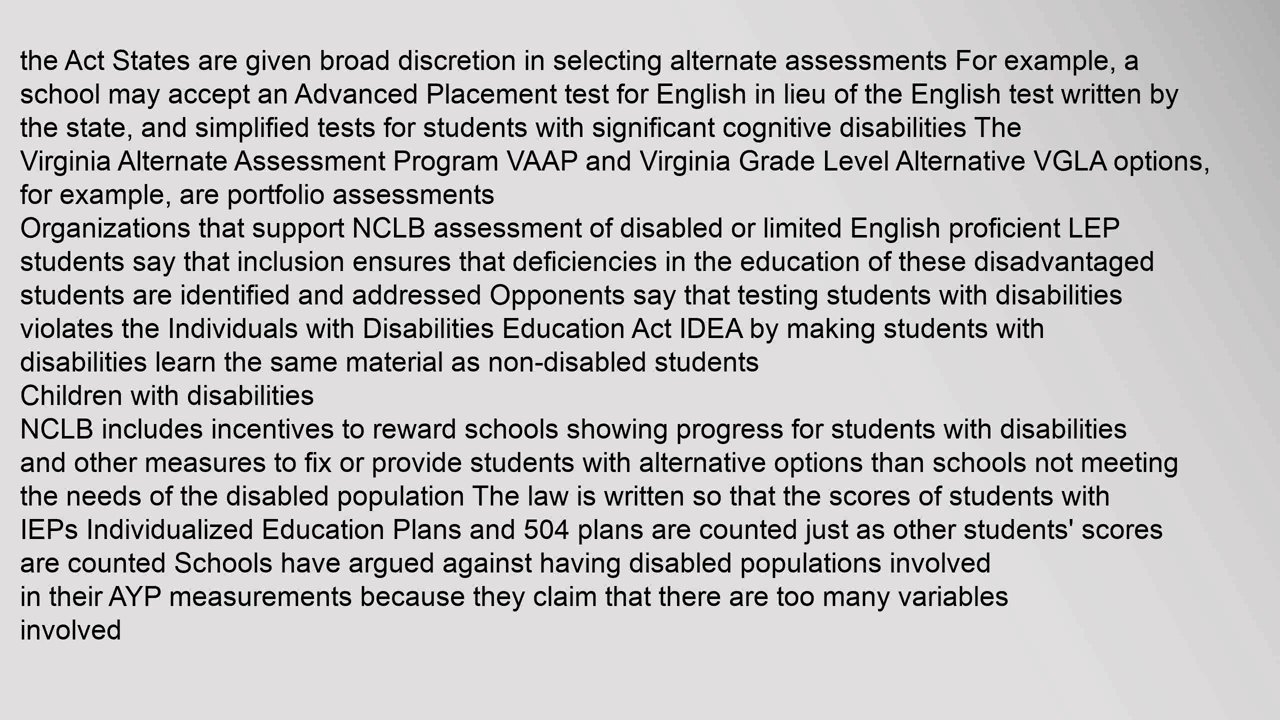 the Act States are given broad discretion in selecting alternate assessments For example, a
school may accept an Advanced Placement test for English in lieu of the English test written by
the state, and simplified tests for students with significant cognitive disabilities The
Virginia Alternate Assessment Program VAAP and Virginia Grade Level Alternative VGLA options,
for example, are portfolio assessments
Organizations that support NCLB assessment of disabled or limited English proficient LEP
students say that inclusion ensures that deficiencies in the education of these disadvantaged
students are identified and addressed Opponents say that testing students with disabilities
violates the Individuals with Disabilities Education Act IDEA by making students with
disabilities learn the same material as non-disabled students
Children with disabilities
NCLB includes incentives to reward schools showing progress for students with disabilities
and other measures to fix or provide students with alternative options than schools not meeting
the needs of the disabled population The law is written so that the scores of students with
IEPs Individualized Education Plans and 504 plans are counted just as other students' scores
are counted Schools have argued against having disabled populations involved
in their AYP measurements because they claim that there are too many variables
involved